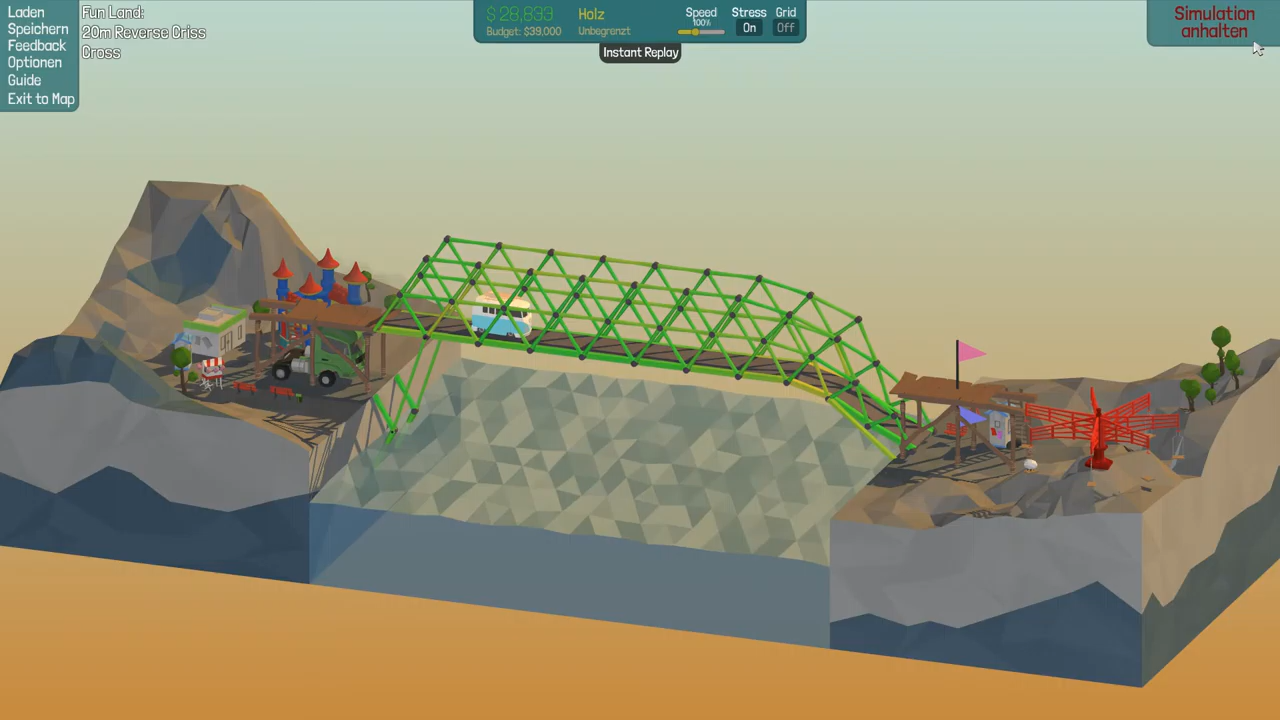 Laden
Speichern
Feedback
Optionen
Guide
Exit to Map
Fun Land:
20m Reverse Criss
Cross
$ 28,833
Budget: $39,000
Holz
Unbegrenzt
Speed
100%
Stress
On
Grid
Off
Instant Replay
Simulation
anhalten